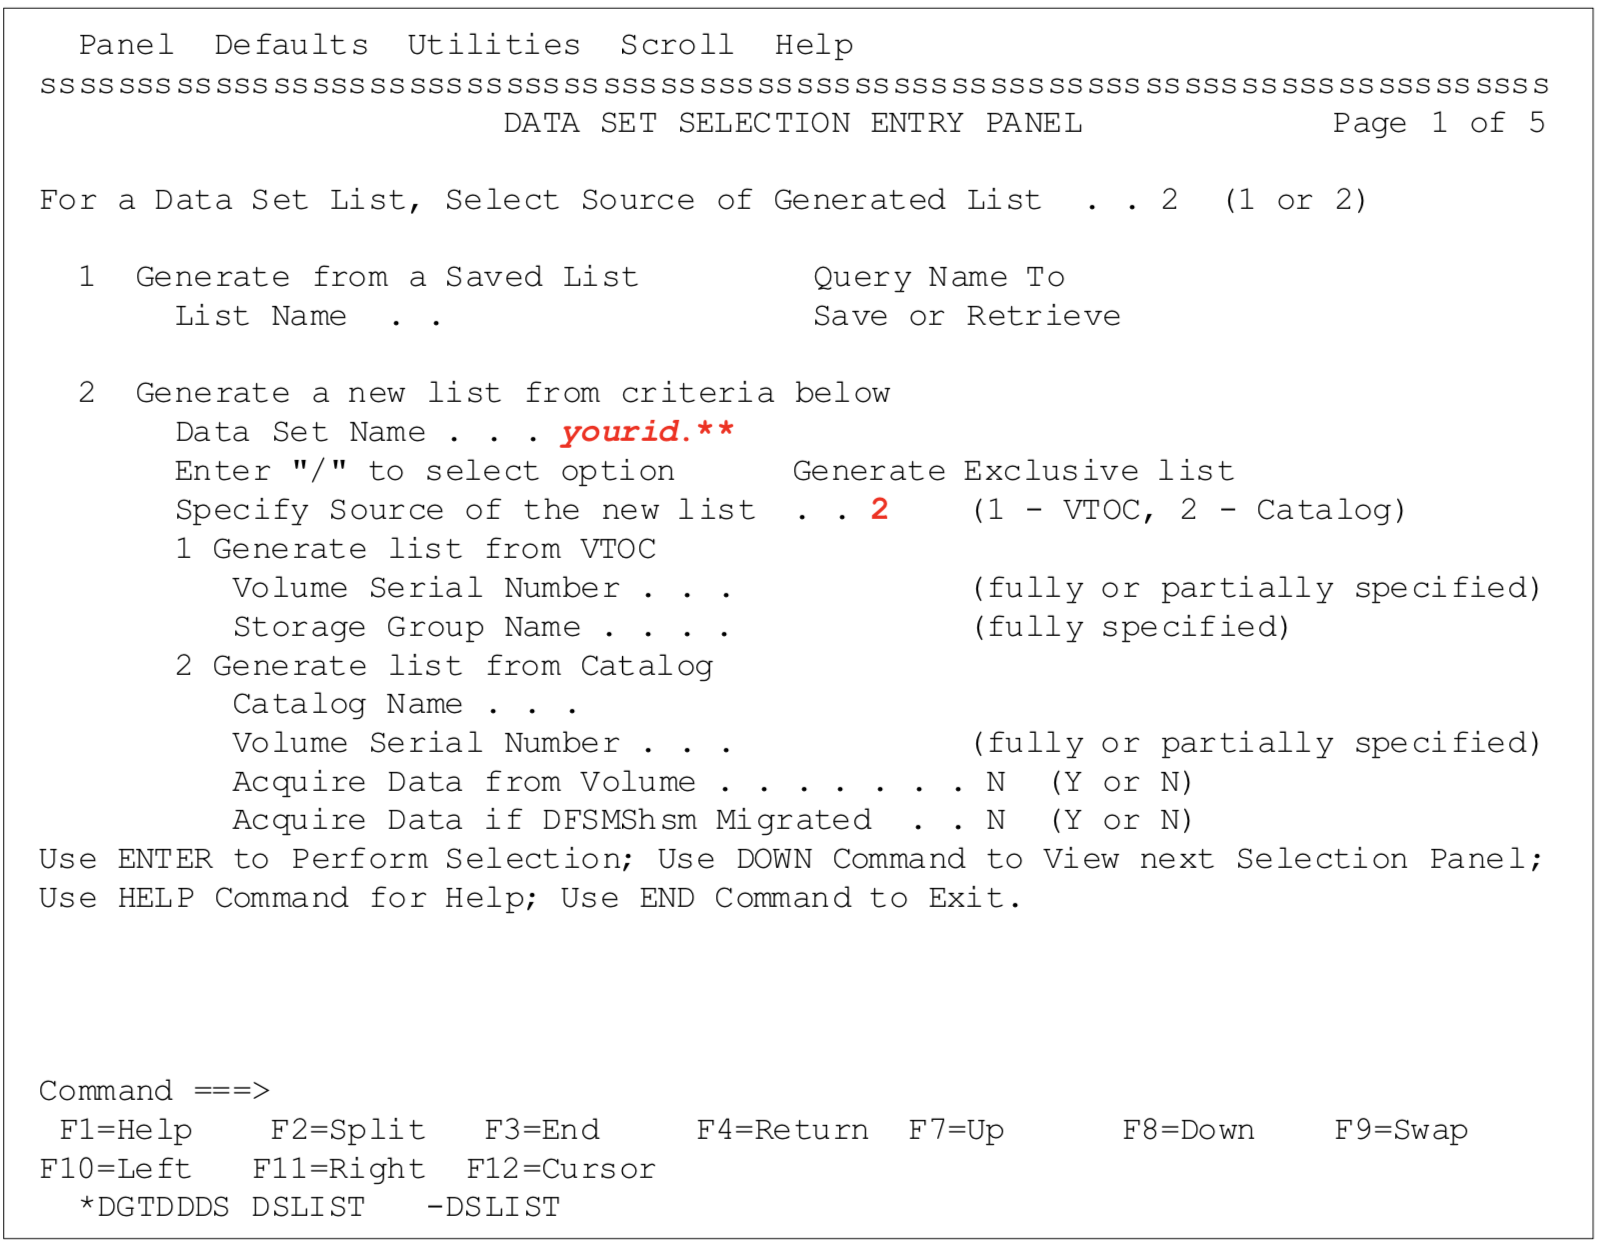 Panel  Defaults  Utilities  Scroll  Help
ssssssssssssssssssssssssssssssssssssssssssssssssssssssssssssssssssssssssssssss
DATA SET SELECTION ENTRY PANEL             Page 1 of 5
For a Data Set List, Select Source of Generated List  . . 2  (1 or 2)
1  Generate from a Saved List         Query Name To
List Name  . .                   Save or Retrieve
2  Generate a new list from criteria below
Data Set Name . . . yourid.**
Enter "/" to select option      Generate Exclusive list
Specify Source of the new list  . . 2    (1 - VTOC, 2 - Catalog)
1 Generate list from VTOC
Volume Serial Number . . .            (fully or partially specified)
Storage Group Name . . . .            (fully specified)
2 Generate list from Catalog
Catalog Name . . .
Volume Serial Number . . .            (fully or partially specified)
Acquire Data from Volume . . . . . . . N  (Y or N)
Acquire Data if DFSMShsm Migrated  . . N  (Y or N)
Use ENTER to Perform Selection; Use DOWN Command to View next Selection Panel;
Use HELP Command for Help; Use END Command to Exit.
Command ===>
F1=Help    F2=Split   F3=End     F4=Return  F7=Up      F8=Down    F9=Swap
F10=Left   F11=Right  F12=Cursor
*DGTDDDS DSLIST   -DSLIST